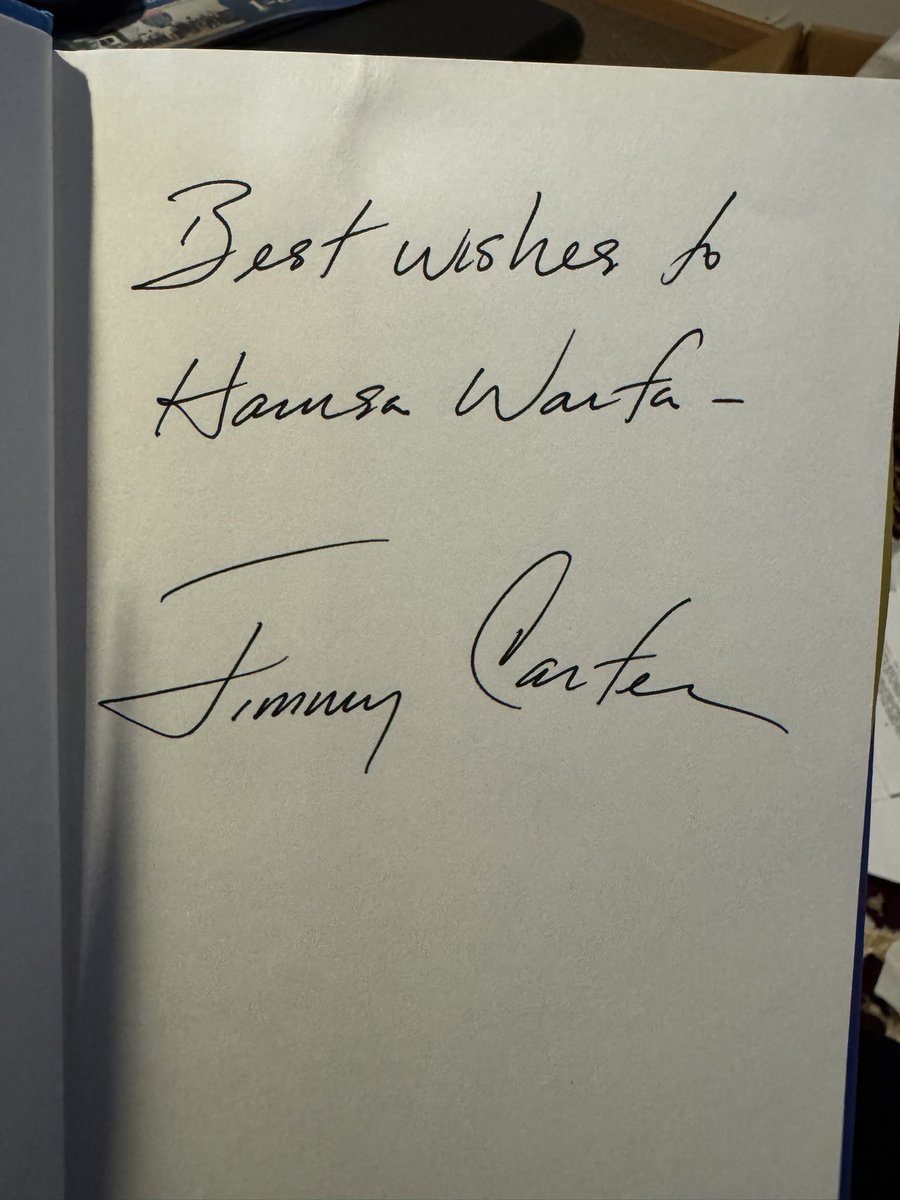 Best wishes to
Hamsa Warfa -
Jimmy Carter